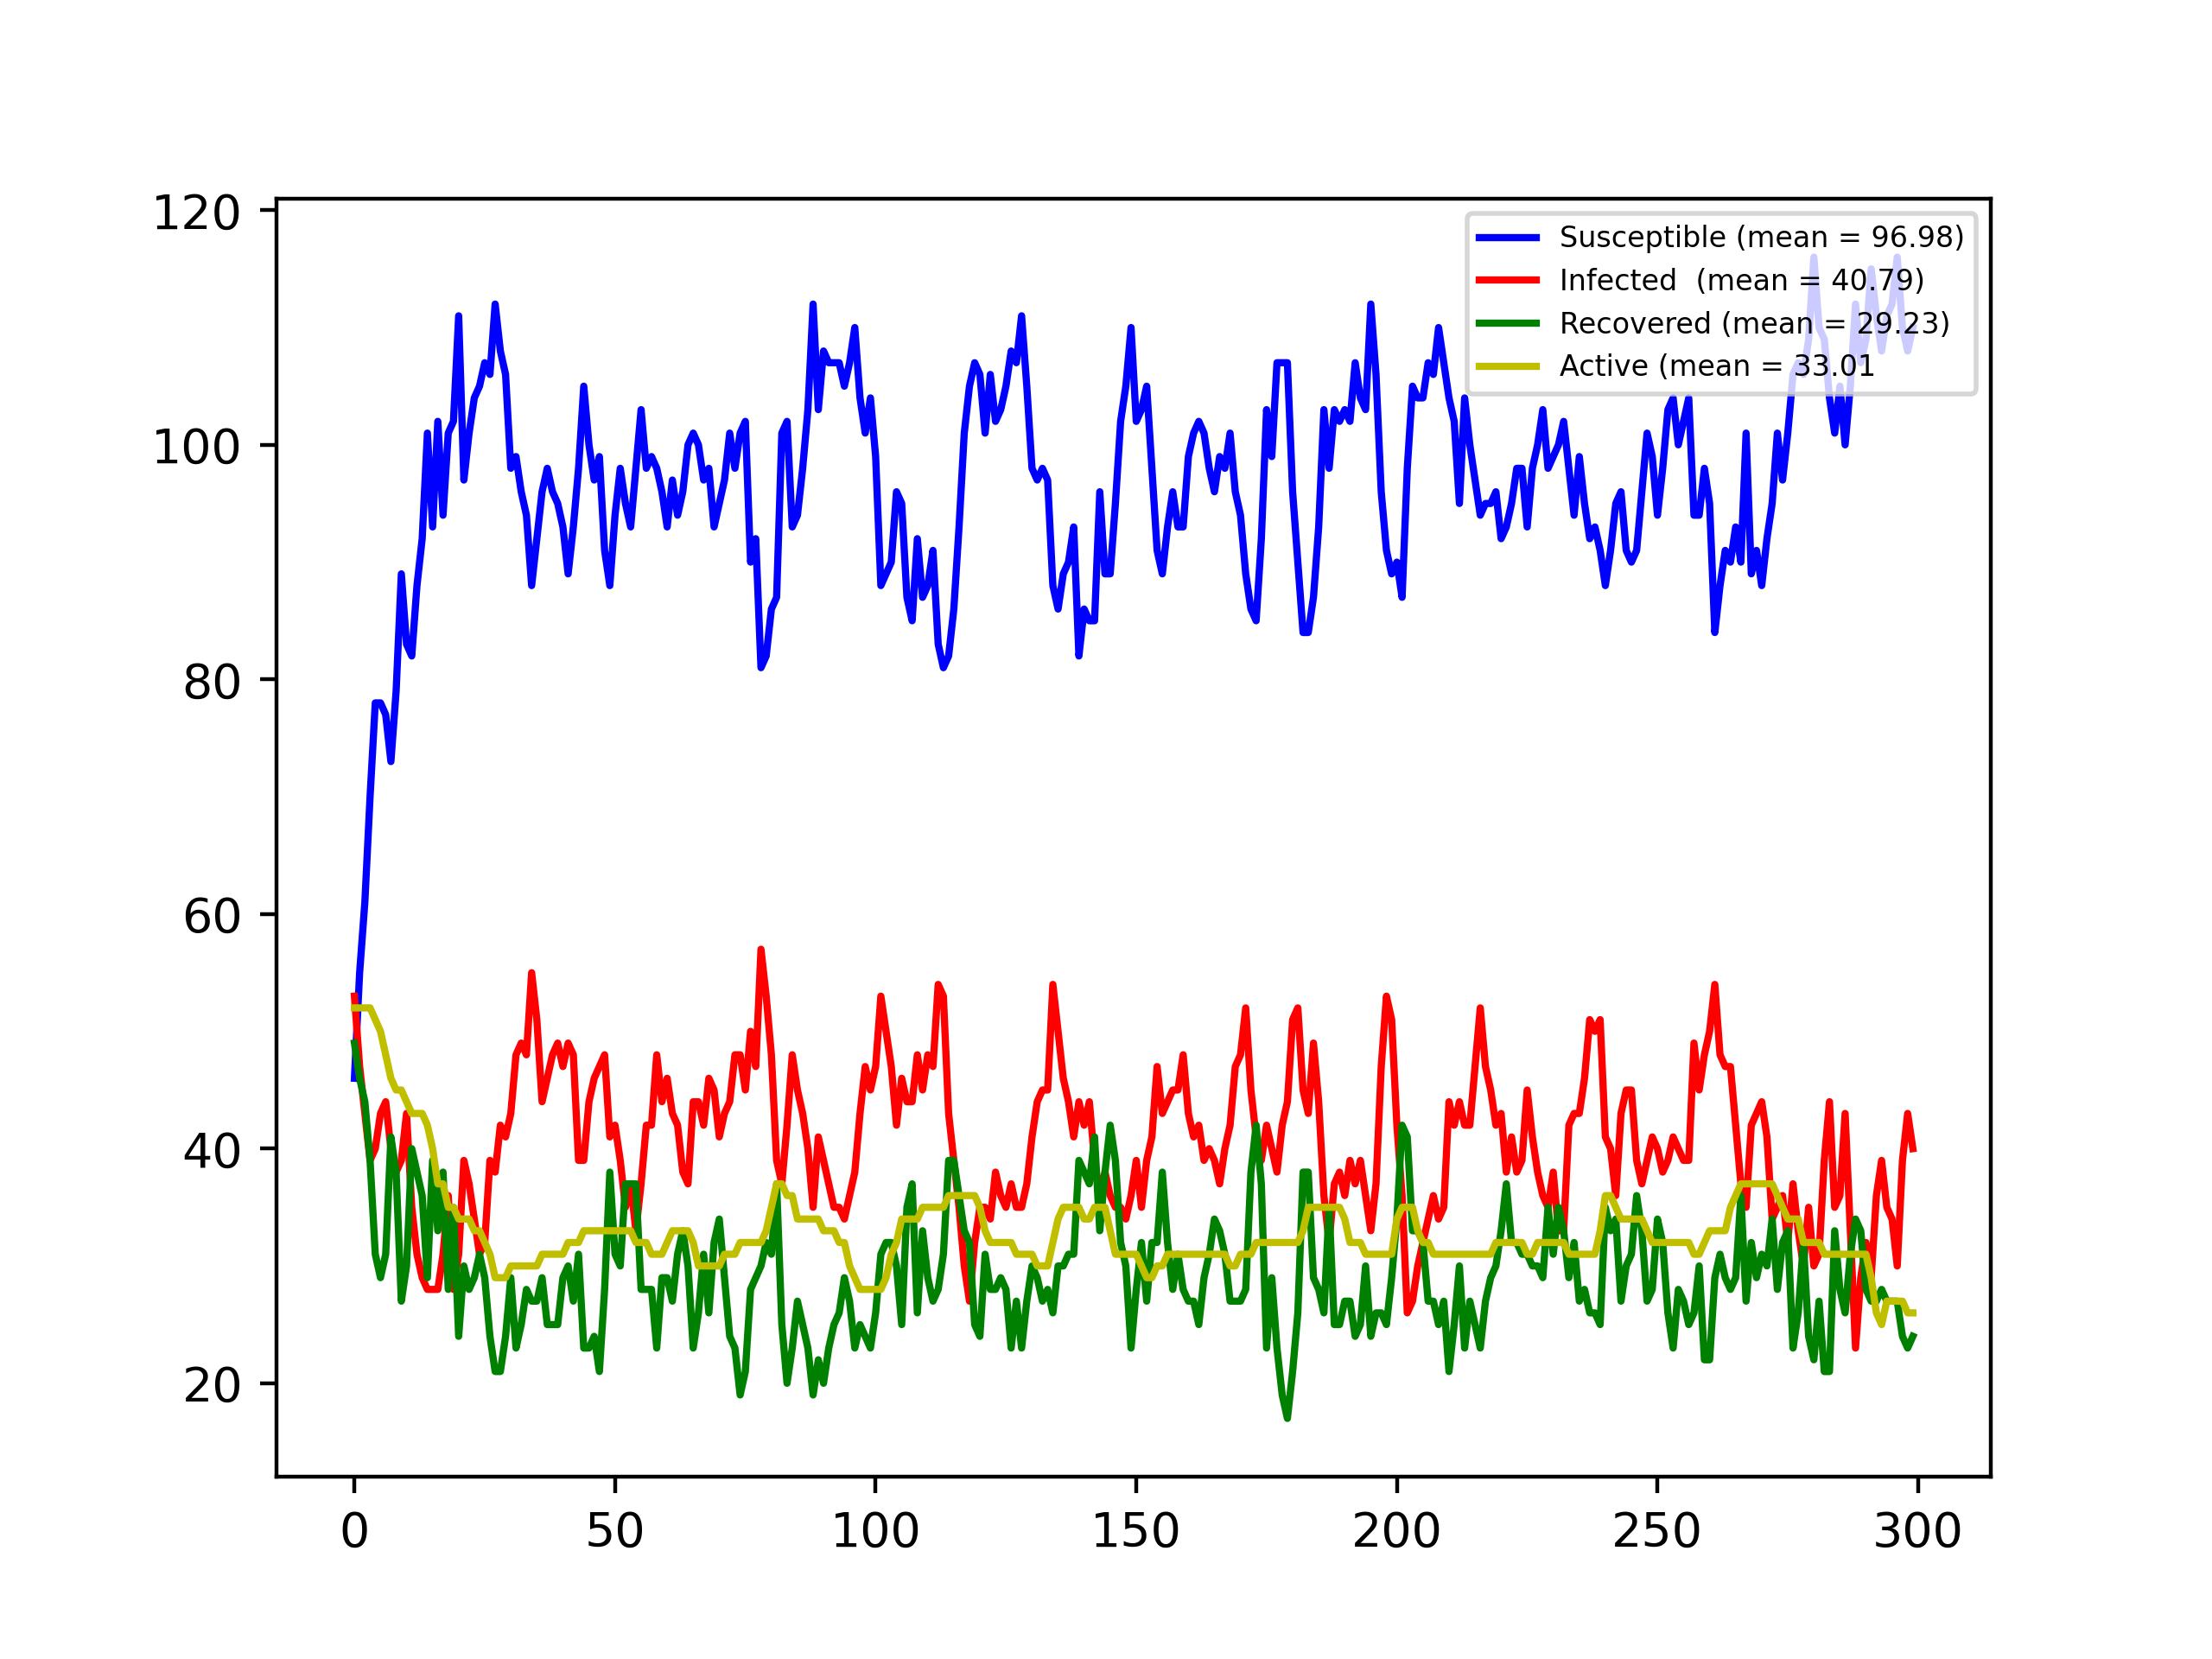 120
100
80
60
40
20
0 50 100 150 200 250 300
Susceptible (mean = 96.98)
Infected  (mean = 40.79)
Recovered (mean = 29.23)
Active (mean = 33.01